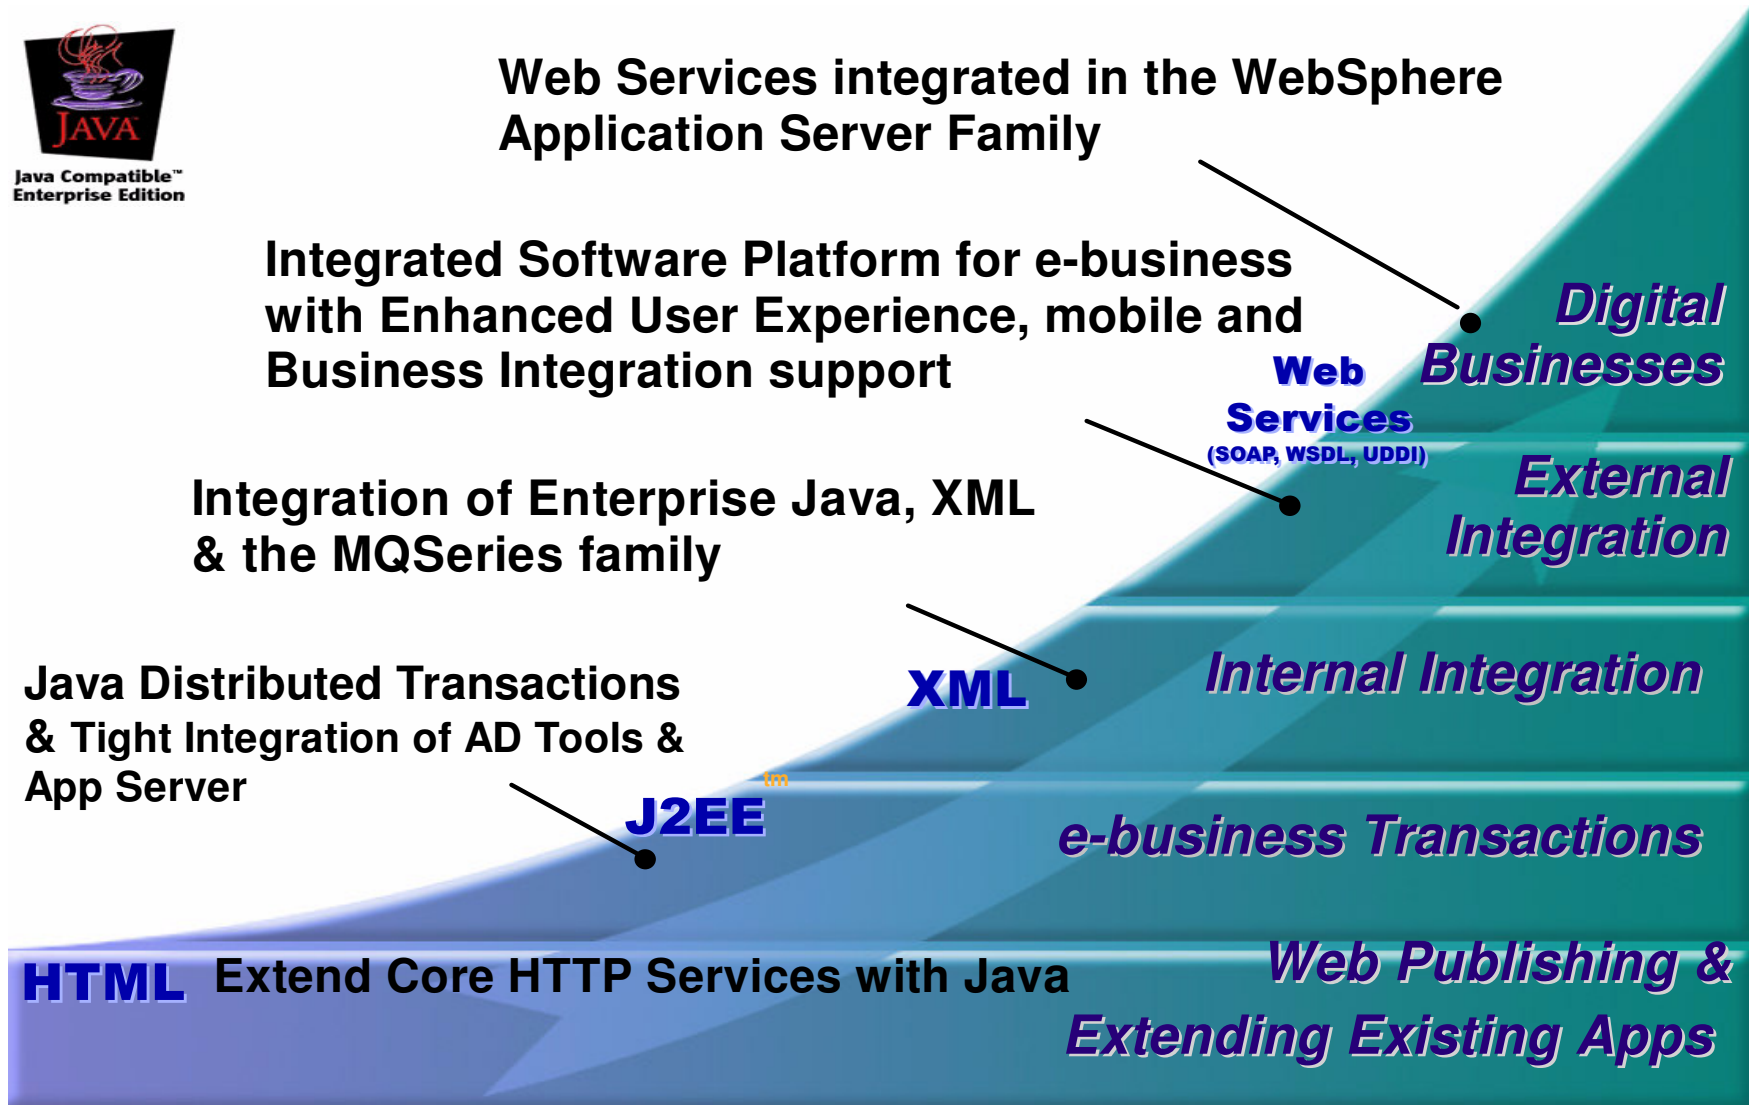 JAVA™
Java Compatible™
Enterprise Edition
Web Services integrated in the WebSphere
Application Server Family
Integrated Software Platform for e-business
with Enhanced User Experience, mobile and
Business Integration support
Digital
Businesses
Web
Services
(SOAP, WSDL, UDDI)
External
Integration
Integration of Enterprise Java, XML
& the MQSeries family
XML
Internal Integration
Java Distributed Transactions
& Tight Integration of AD Tools &
App Server
J2EE tm
e-business Transactions
HTML
Extend Core HTTP Services with Java
Web Publishing &
Extending Existing Apps